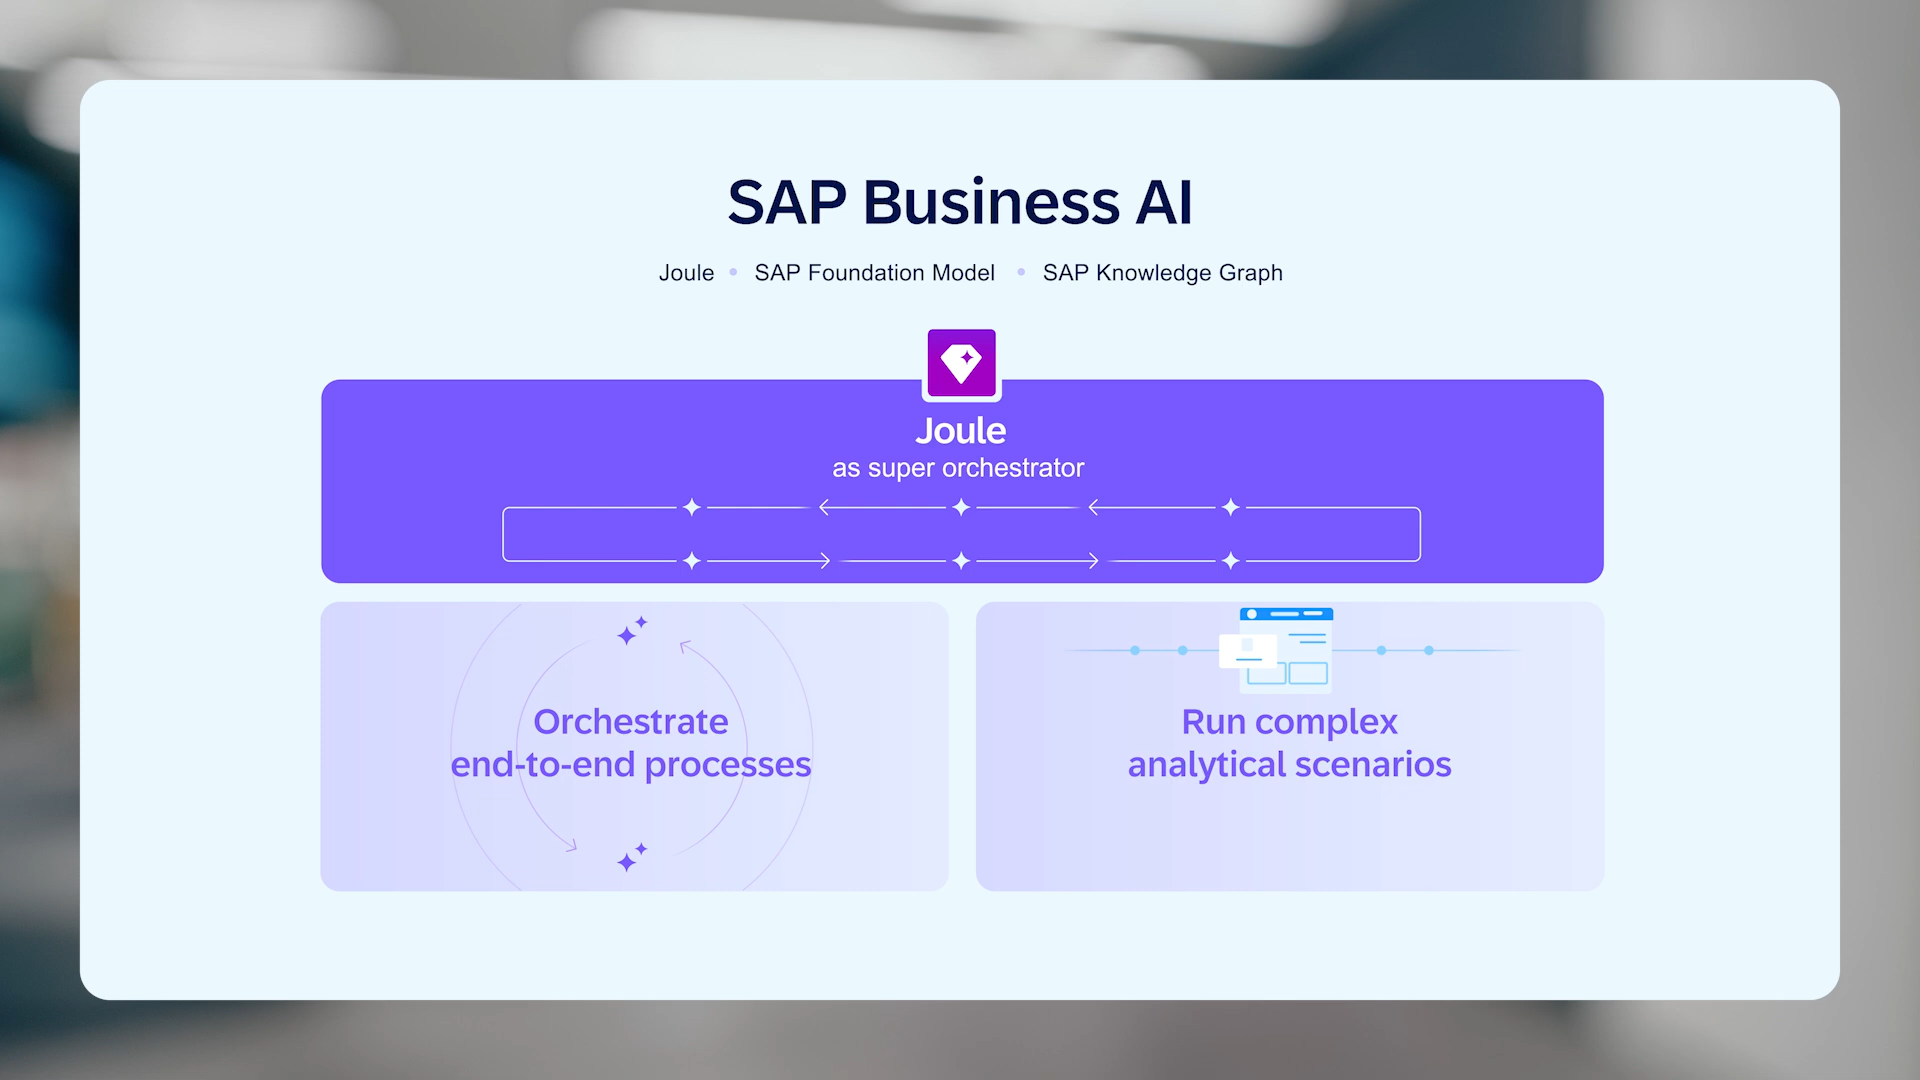 SAP Business AI
Joule • SAP Foundation Model • SAP Knowledge Graph
Joule
as super orchestrator
Orchestrate
end-to-end processes
Run complex
analytical scenarios